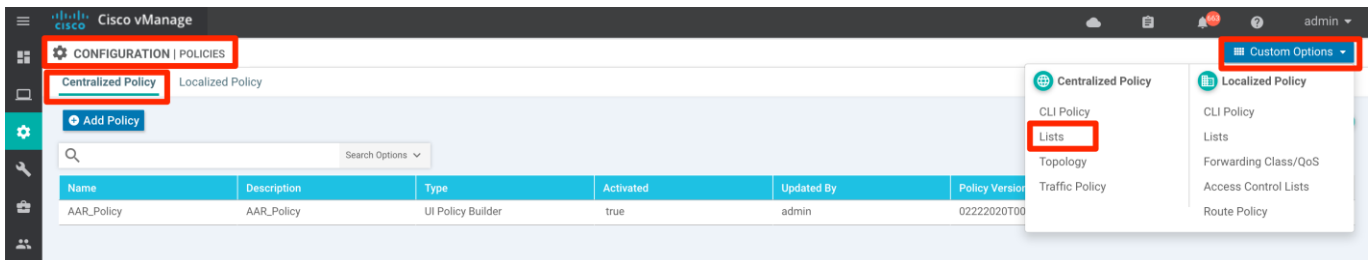 cisco Cisco vManage
663
admin
CONFIGURATION | POLICIES
Custom Options
Centralized Policy Localized Policy
Add Policy
Search Options
Name Description Type Activated Updated By Policy Version
AAR_Policy AAR_Policy UI Policy Builder true admin 02222020T00
Centralized Policy
CLI Policy
Lists
Topology
Traffic Policy
Localized Policy
CLI Policy
Lists
Forwarding Class/QoS
Access Control Lists
Route Policy